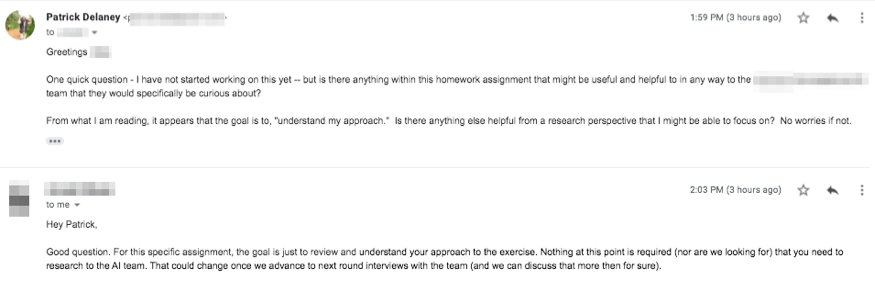 Patrick Delaney <
1:59 PM (3 hours ago)
to
Greetings
One quick question - I have not started working on this yet -- but is there anything within this homework assignment that might be useful and helpful to in any way to the
team that they would specifically be curious about?
From what I am reading, it appears that the goal is to, "understand my approach."  Is there anything else helpful from a research perspective that I might be able to focus on?  No worries if not.
2:03 PM (3 hours ago)
to me
Hey Patrick,
Good question. For this specific assignment, the goal is just to review and understand your approach to the exercise. Nothing at this point is required (nor are we looking for) that you need to
research to the AI team. That could change once we advance to next round interviews with the team (and we can discuss that more then for sure).